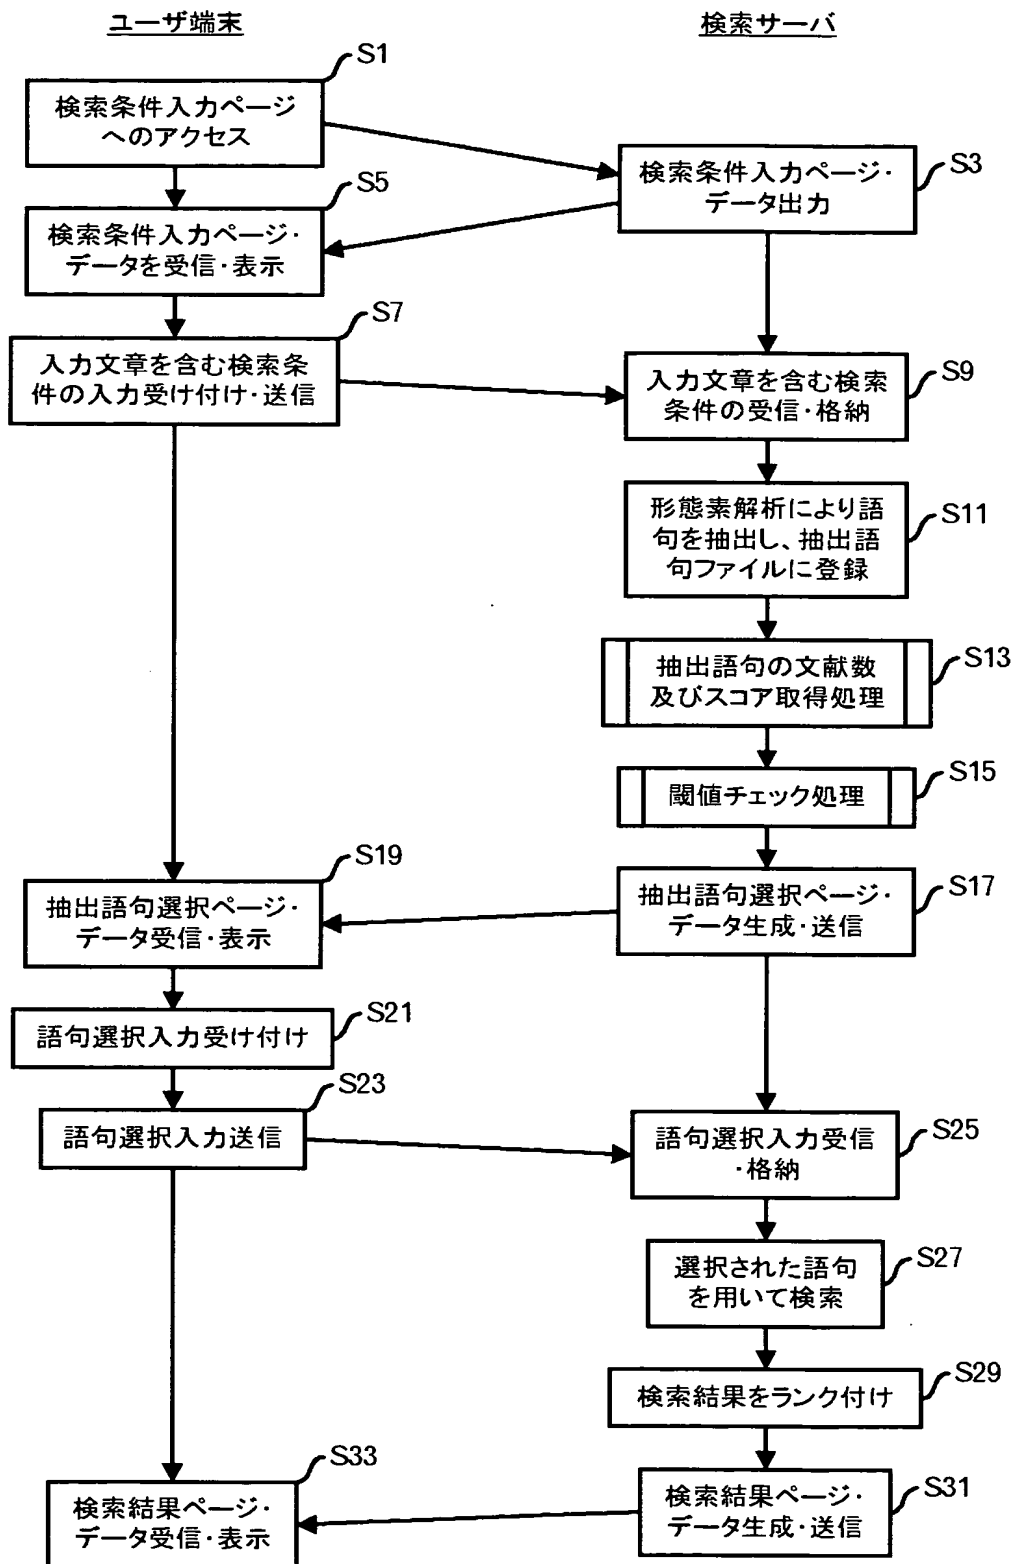 ユーザ端末
検索サーバ
S1
検索条件入力ページ
へのアクセス
S3
検索条件入力ページ・
データ出力
S5
検索条件入力ページ・
データを受信・表示
S7
入力文章を含む検索条
件の入力受け付け・送信
S9
入力文章を含む検索
条件の受信・格納
S11
形態素解析により語
句を抽出し、抽出語
句ファイルに登録
S13
抽出語句の文献数
及びスコア取得処理
S15
閾値チェック処理
S17
抽出語句選択ページ・
データ生成・送信
S19
抽出語句選択ページ・
データ受信・表示
S21
語句選択入力受け付け
S23
語句選択入力送信
S25
語句選択入力受信
・格納
S27
選択された語句
を用いて検索
S29
検索結果をランク付け
S31
検索結果ページ・
データ生成・送信
S33
検索結果ページ・
データ受信・表示